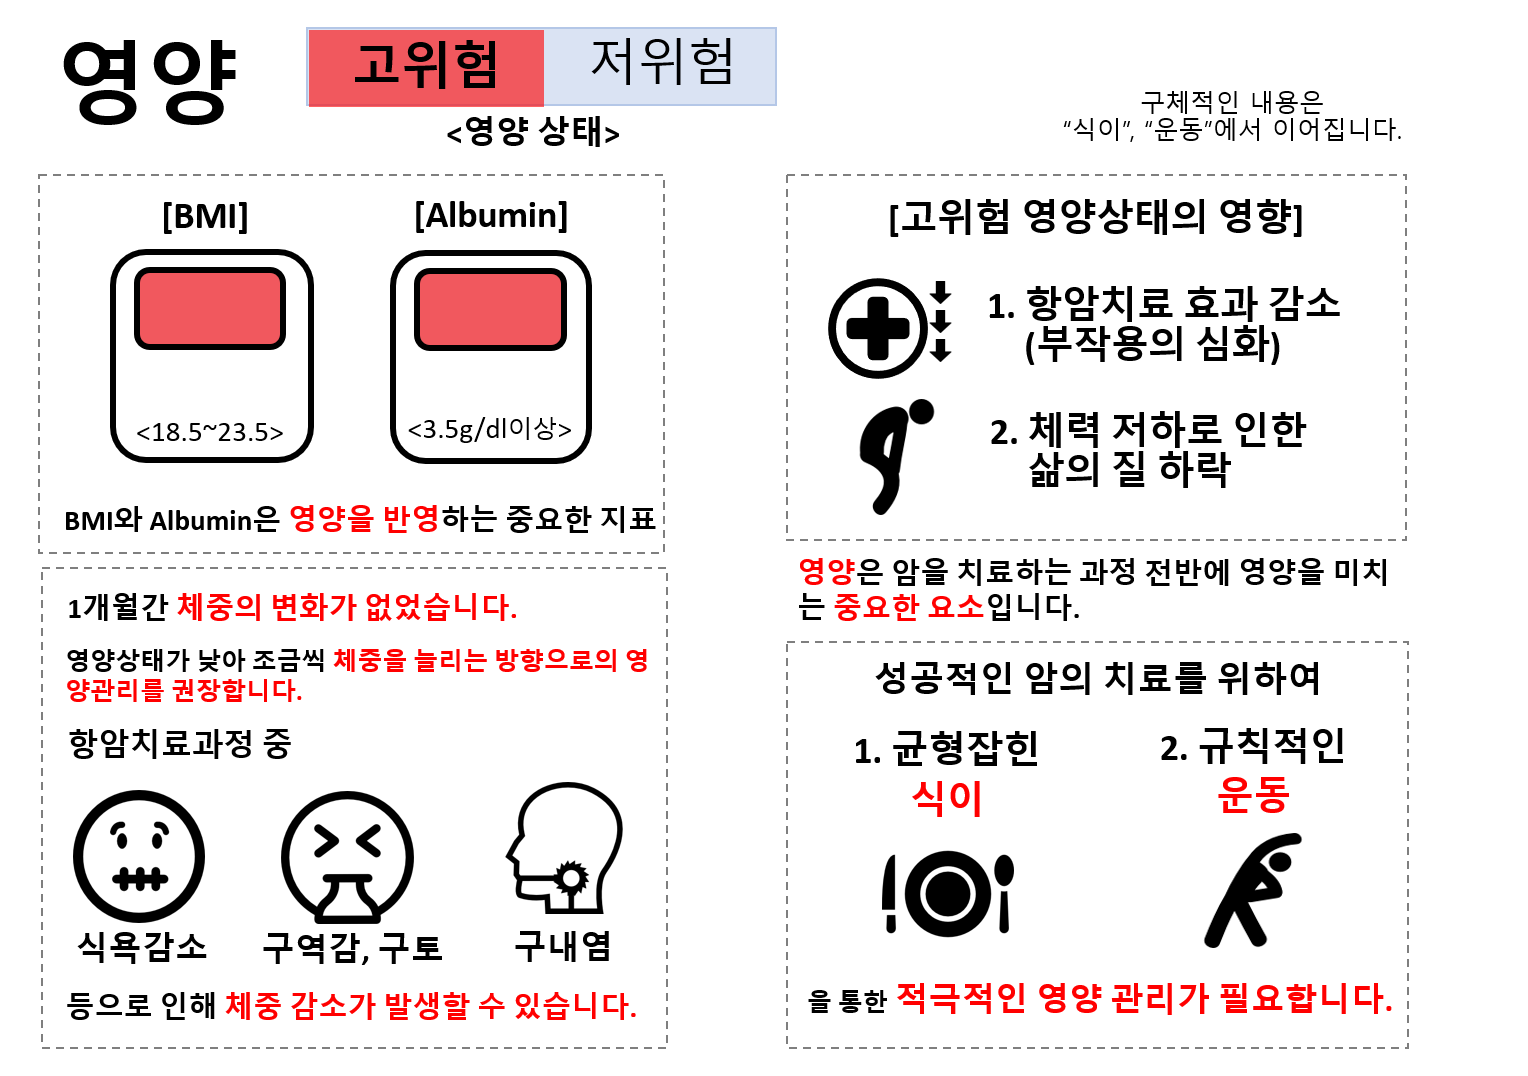 영양
고위험
저위험
<영양 상태>
구체적인 내용은
“식이”, “운동”에서 이어집니다.
[BMI]
[Albumin]
<18.5~23.5>
<3.5g/dl이상>
BMI와 Albumin은 영양을 반영하는 중요한 지표
1개월간 체중의 변화가 없었습니다.
영양상태가 낮아 조금씩 체중을 늘리는 방향으로의 영
양관리를 권장합니다.
항암치료과정 중
식욕감소
구역감, 구토
구내염
등으로 인해 체중 감소가 발생할 수 있습니다.
[고위험 영양상태의 영향]
1. 항암치료 효과 감소
(부작용의 심화)
2. 체력 저하로 인한
삶의 질 하락
영양은 암을 치료하는 과정 전반에 영양을 미치
는 중요한 요소입니다.
성공적인 암의 치료를 위하여
1. 균형잡힌
식이
2. 규칙적인
운동
을 통한 적극적인 영양 관리가 필요합니다.